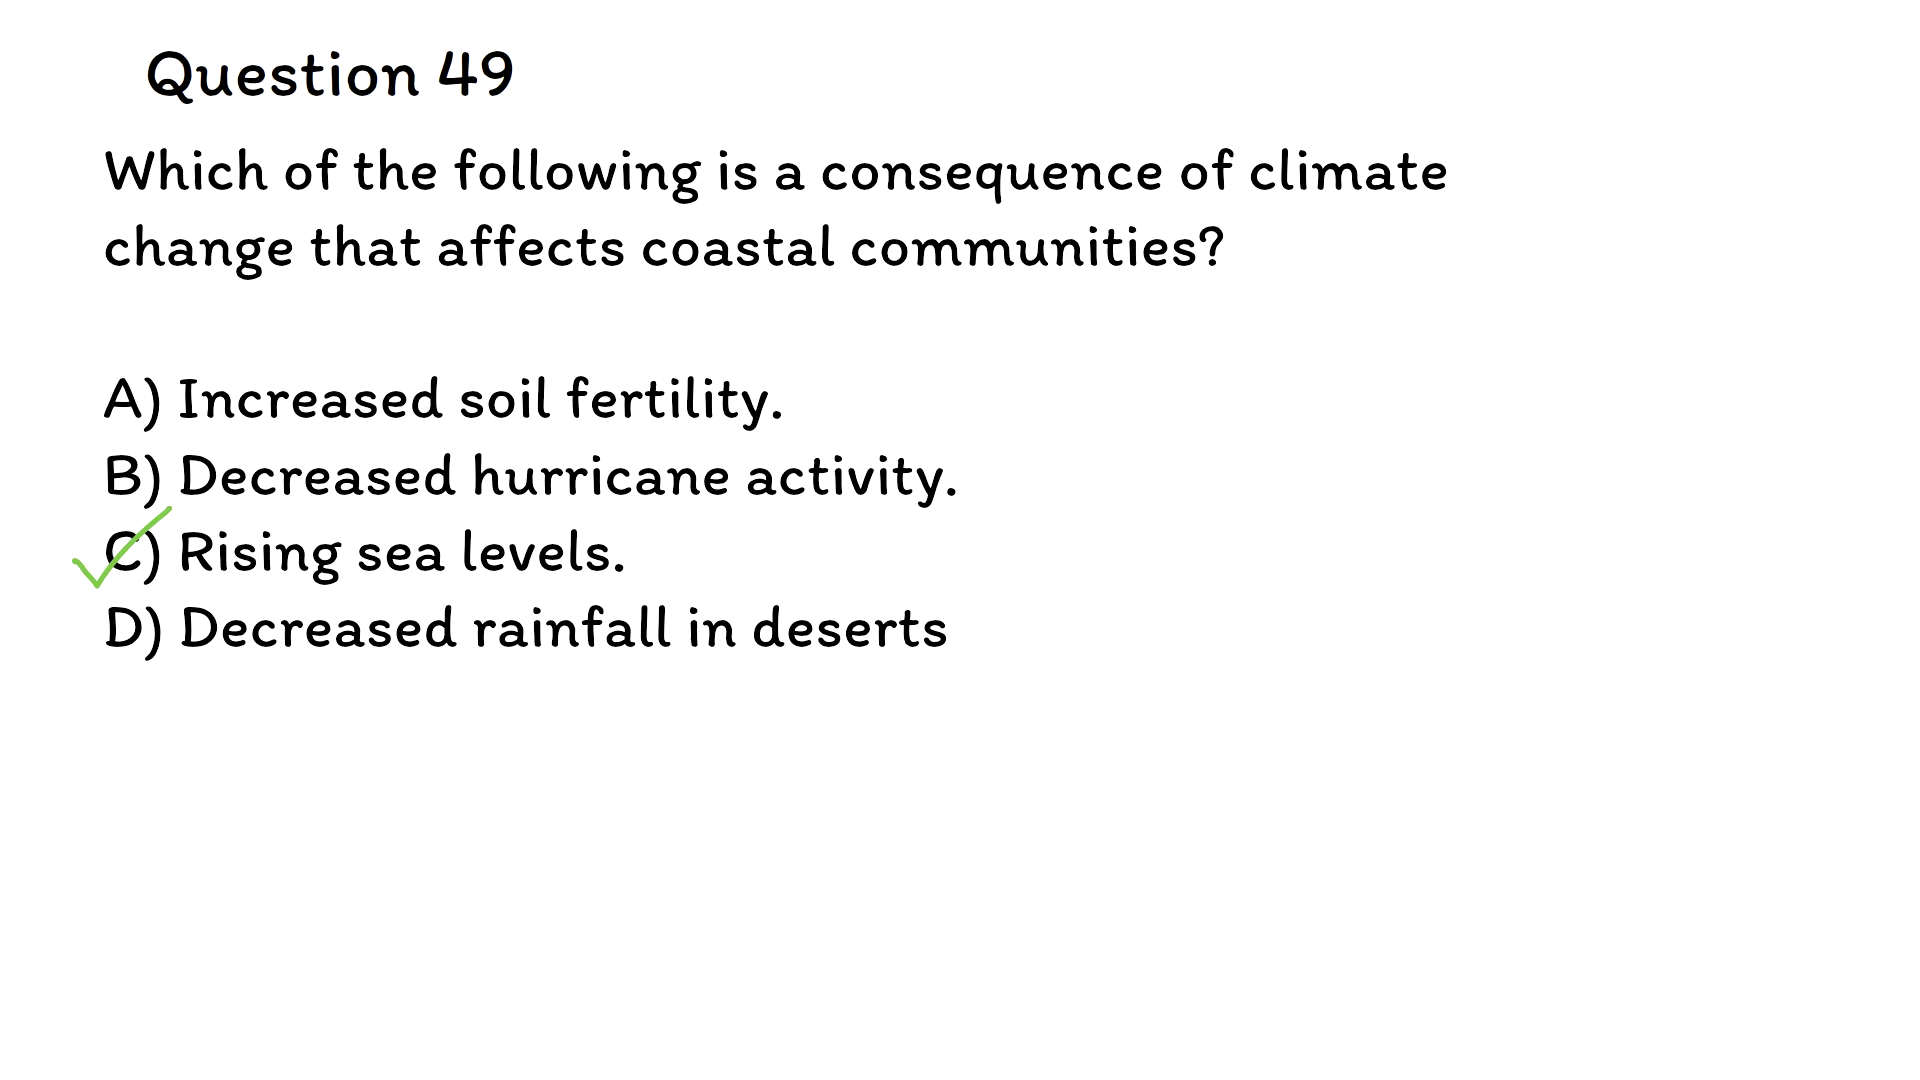 Question 49
Which of the following is a consequence of climate
change that affects coastal communities?
A) Increased soil fertility.
B) Decreased hurricane activity.
C) Rising sea levels.
D) Decreased rainfall in deserts